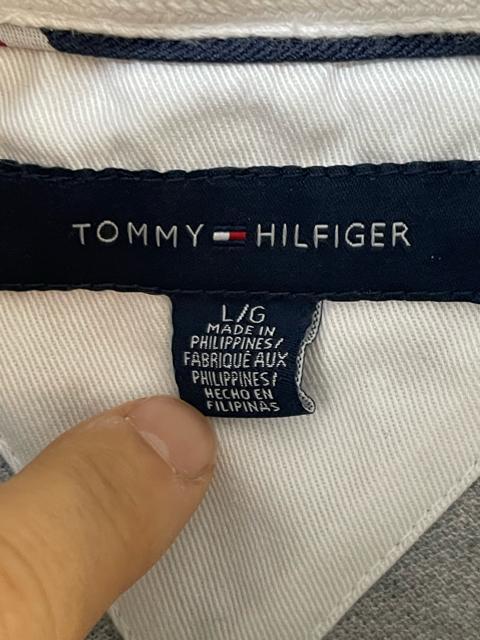 TOMMY HILFIGER
L/G
MADE IN
PHILIPPINES/
FABRIQUÉ AUX
PHILIPPINES/
HECHO EN
FILIPINAS